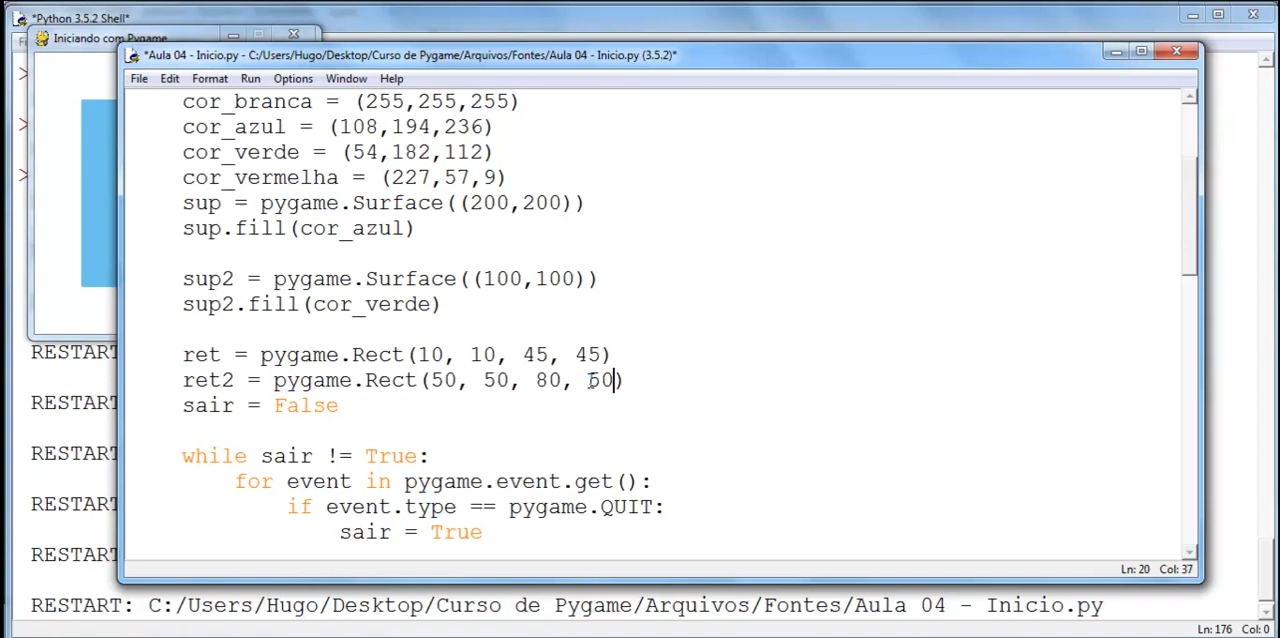 *Python 3.5.2 Shell*
Iniciando com Pygame
*Aula 04 - Inicio.py - C:/Users/Hugo/Desktop/Curso de Pygame/Arquivos/Fontes/Aula 04 - Inicio.py (3.5.2)*
File Edit Format Run Options Window Help
cor_branca = (255,255,255)
cor_azul = (108,194,236)
cor_verde = (54,182,112)
cor_vermelha = (227,57,9)
sup = pygame.Surface((200,200))
sup.fill(cor_azul)
sup2 = pygame.Surface((100,100))
sup2.fill(cor_verde)
ret = pygame.Rect(10, 10, 45, 45)
ret2 = pygame.Rect(50, 50, 80, 60)
sair = False
while sair != True:
for event in pygame.event.get():
if event.type == pygame.QUIT:
sair = True
Ln: 20 Col: 37
RESTART
RESTART
RESTART
RESTART
RESTART
RESTART: C:/Users/Hugo/Desktop/Curso de Pygame/Arquivos/Fontes/Aula 04 - Inicio.py
Ln: 176 Col: 0